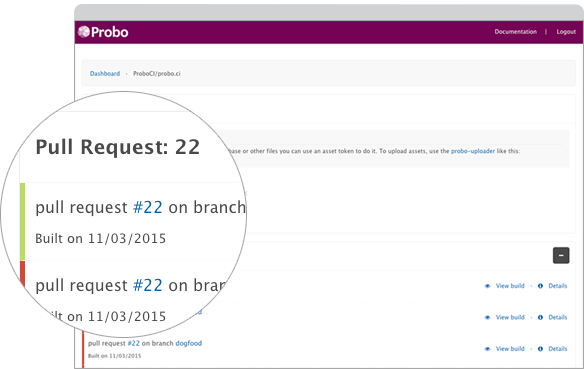 Probo
Documentation | Logout
Dashboard - ProboCI/probo.ci
Pull Request: 22
or other files you can use an asset token to do it. To upload assets, use the probo-uploader like this:
pull request #22 on branch
Built on 11/03/2015
pull request #22 on
on 11/03/2015
View build - Details
dogfood
View build - Details
pull request #22 on branch dogfood
View build - Details
Built on 11/03/2015